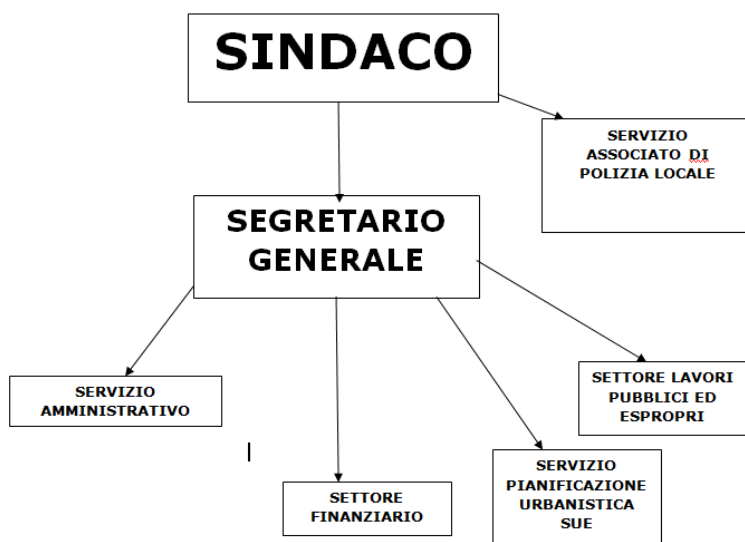 SINDACO
SERVIZIO
ASSOCIATO DI
POLIZIA LOCALE
SEGRETARIO
GENERALE
SERVIZIO
AMMINISTRATIVO
SETTORE
FINANZIARIO
SERVIZIO
PIANIFICAZIONE
URBANISTICA
SUE
SETTORE LAVORI
PUBBLICI ED
ESPROPRI